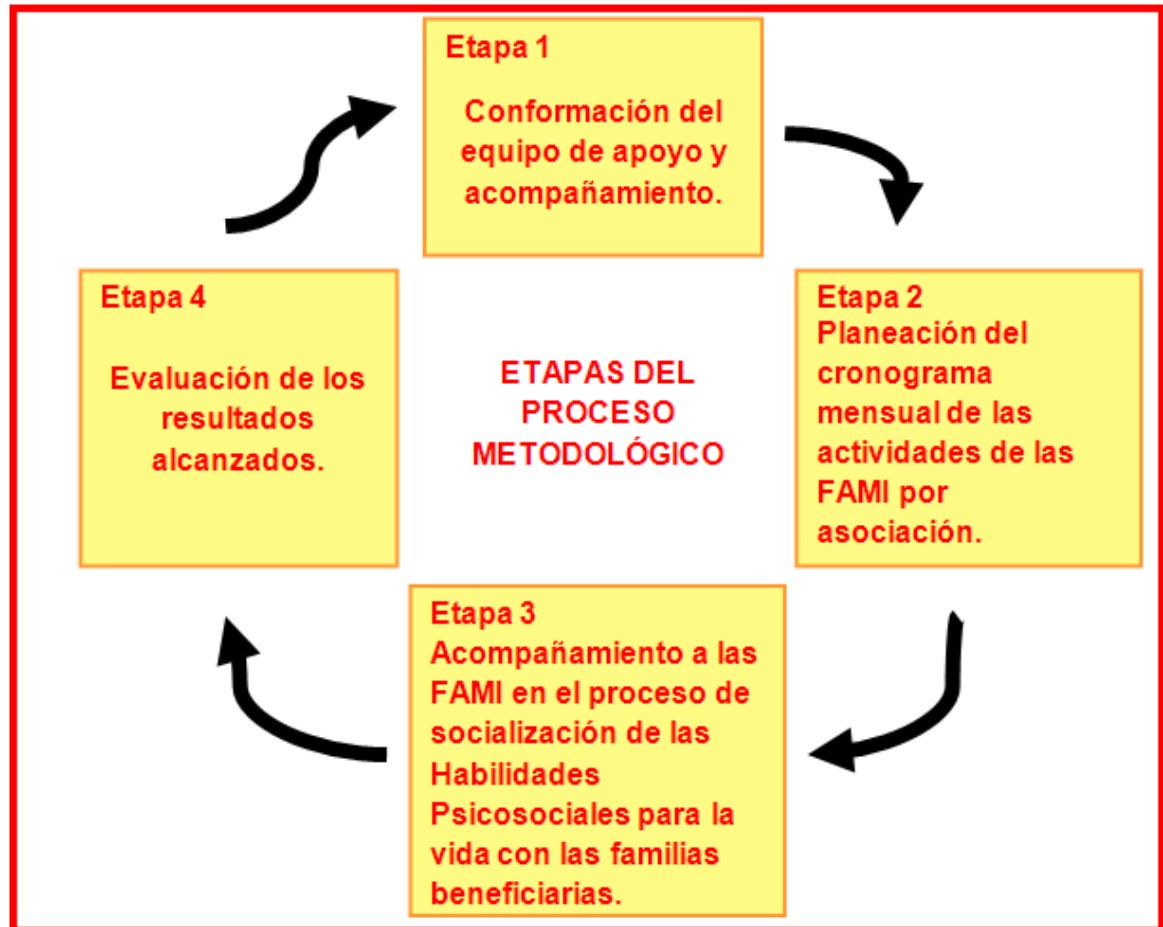 Etapa 1
Conformación del
equipo de apoyo y
acompañamiento.
Etapa 2
Planeación del
cronograma
mensual de las
actividades de las
FAMI por
asociación.
Etapa 3
Acompañamiento a las
FAMI en el proceso de
socialización de las
Habilidades
Psicosociales para la
vida con las familias
beneficiarias.
Etapa 4
Evaluación de los
resultados
alcanzados.
ETAPAS DEL
PROCESO
METODOLÓGICO